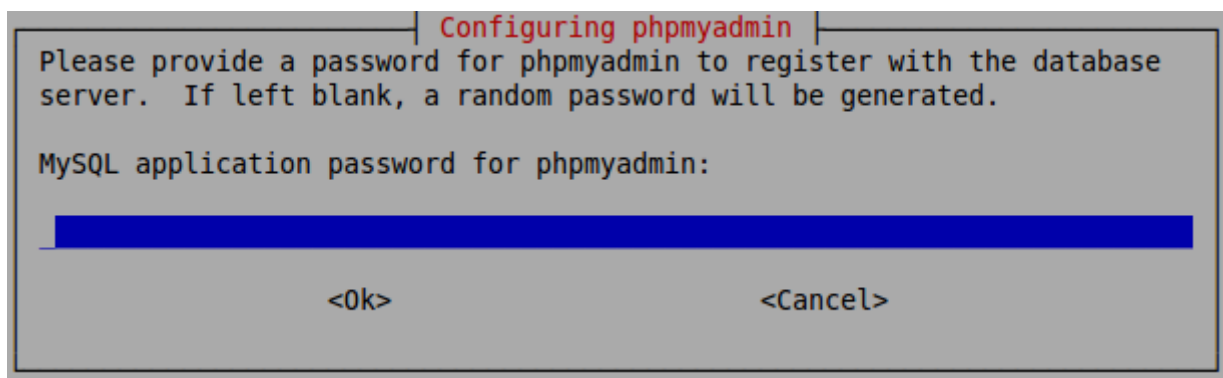 Configuring phpmyadmin
Please provide a password for phpmyadmin to register with the database
server.  If left blank, a random password will be generated.
MySQL application password for phpmyadmin:
<Ok> <Cancel>